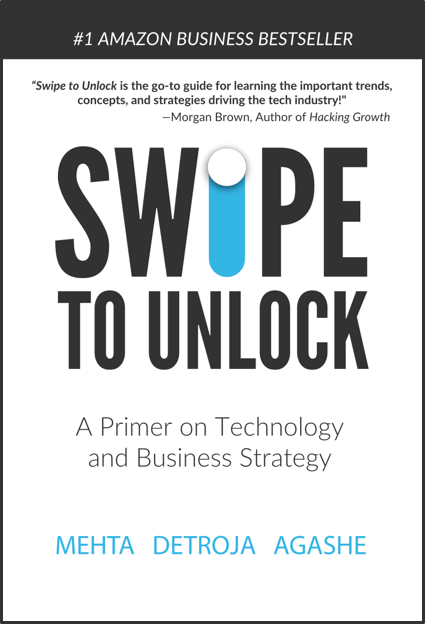 #1 AMAZON BUSINESS BESTSELLER
“Swipe to Unlock is the go-to guide for learning the important trends,
concepts, and strategies driving the tech industry!"
—Morgan Brown, Author of Hacking Growth
SWiPE
TO UNLOCK
A Primer on Technology
and Business Strategy
MEHTA DETROJA AGASHE